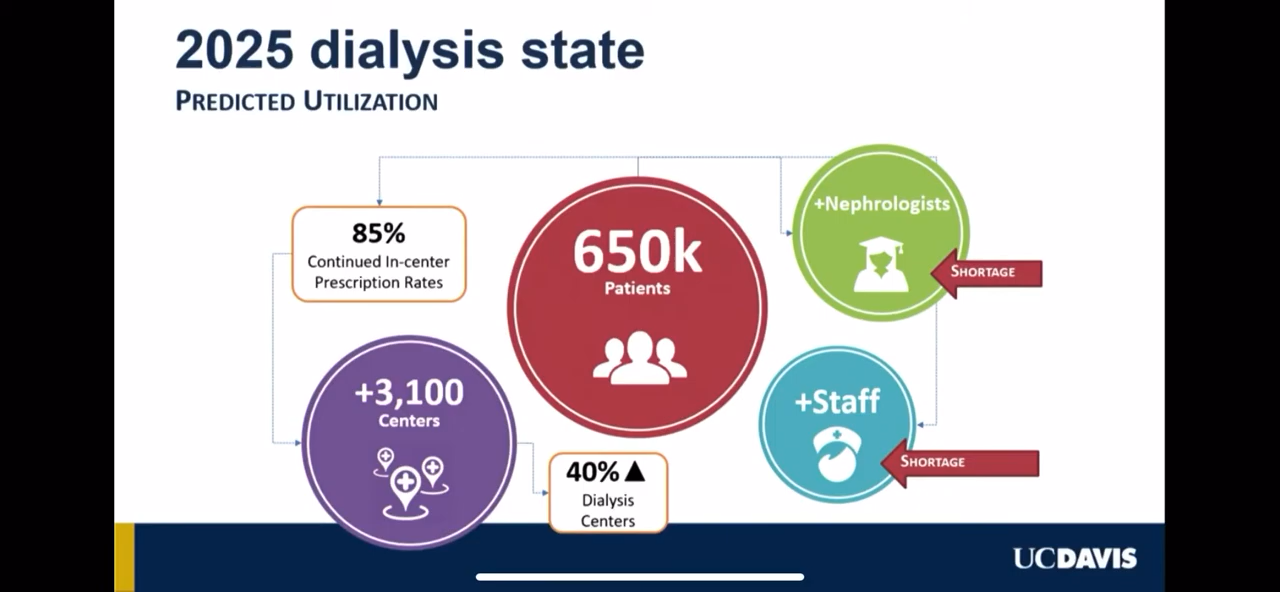 2025 dialysis state
PREDICTED UTILIZATION
85%
Continued In-center
Prescription Rates
650k
Patients
+Nephrologists
SHORTAGE
+3,100
Centers
40% ▲
Dialysis
Centers
+Staff
SHORTAGE
UCDAVIS